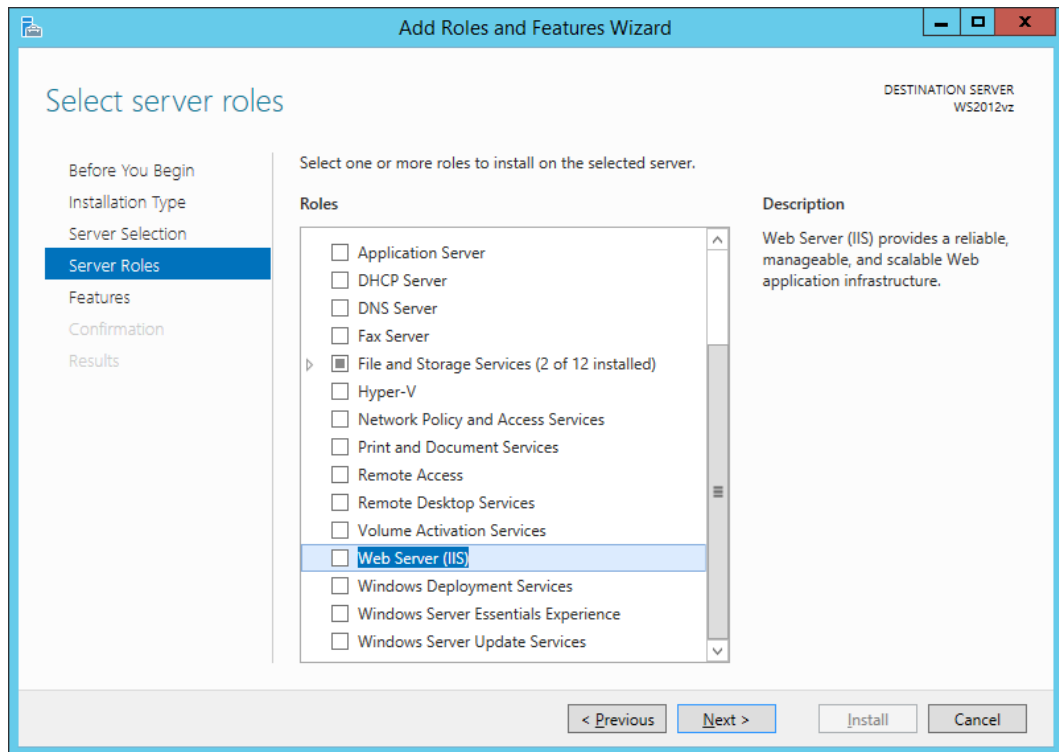 Add Roles and Features Wizard
Select server roles
DESTINATION SERVER
WS2012vz
Before You Begin
Installation Type
Server Selection
Server Roles
Features
Confirmation
Results
Select one or more roles to install on the selected server.
Roles
Application Server
DHCP Server
DNS Server
Fax Server
File and Storage Services (2 of 12 installed)
Hyper-V
Network Policy and Access Services
Print and Document Services
Remote Access
Remote Desktop Services
Volume Activation Services
Web Server (IIS)
Windows Deployment Services
Windows Server Essentials Experience
Windows Server Update Services
Description
Web Server (IIS) provides a reliable,
manageable, and scalable Web
application infrastructure.
< Previous
Next >
Install
Cancel